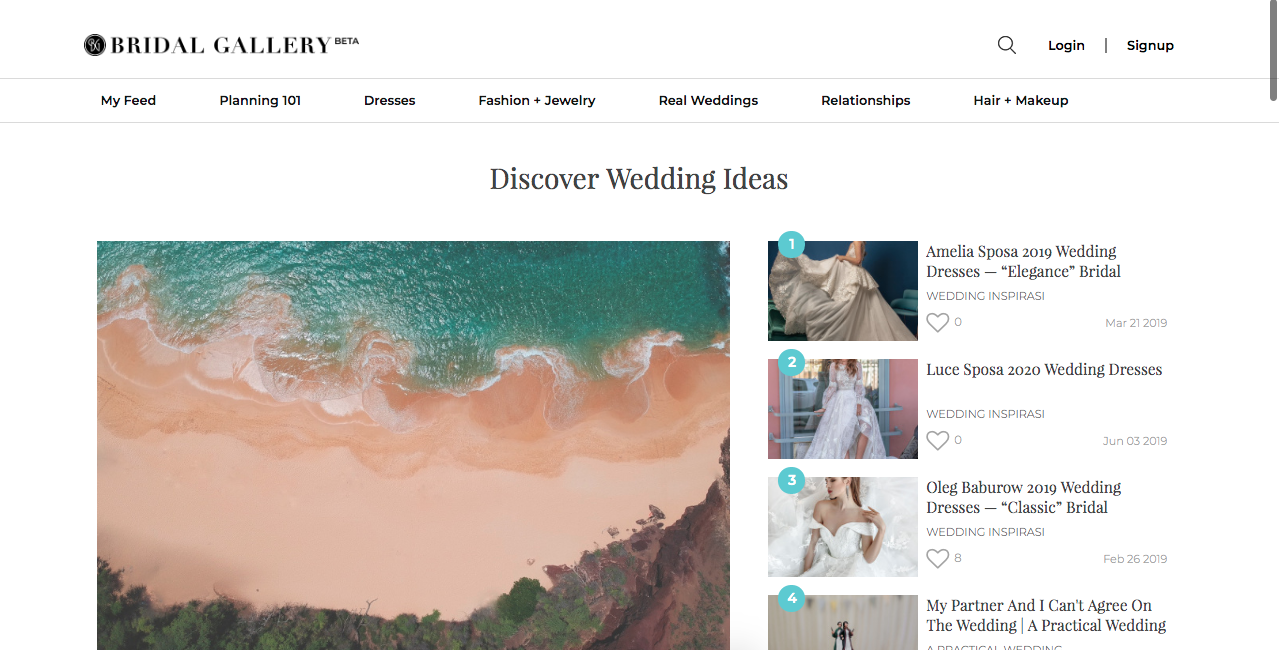 BG BRIDAL GALLERY BETA
Login | Signup
My Feed Planning 101 Dresses Fashion + Jewelry Real Weddings Relationships Hair + Makeup
Discover Wedding Ideas
1
Amelia Sposa 2019 Wedding
Dresses — “Elegance” Bridal
WEDDING INSPIRASI
0 Mar 21 2019
2
Luce Sposa 2020 Wedding Dresses
WEDDING INSPIRASI
0 Jun 03 2019
3
Oleg Baburow 2019 Wedding
Dresses — “Classic” Bridal
WEDDING INSPIRASI
8 Feb 26 2019
4
My Partner And I Can't Agree On
The Wedding | A Practical Wedding
A PRACTICAL WEDDING